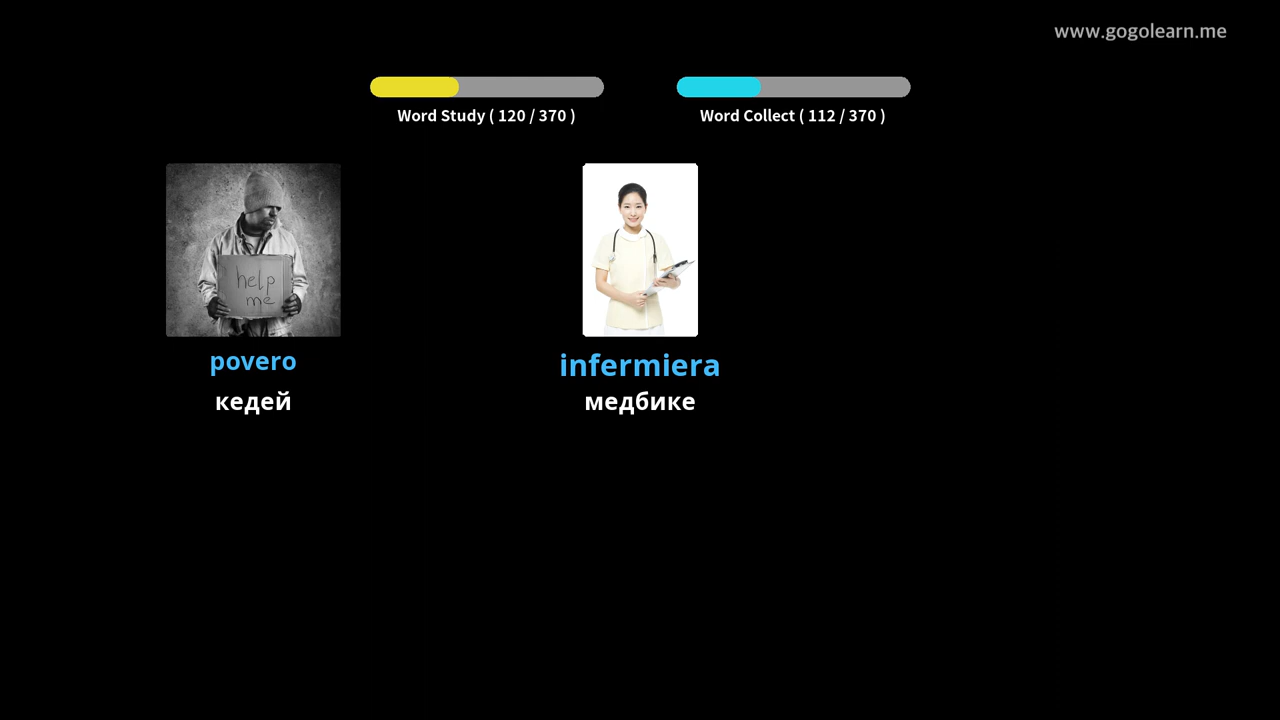 www.gogolearn.me
Word Study ( 120 / 370 )
Word Collect ( 112 / 370 )
help
me
povero
infermiera
кедей
медбике